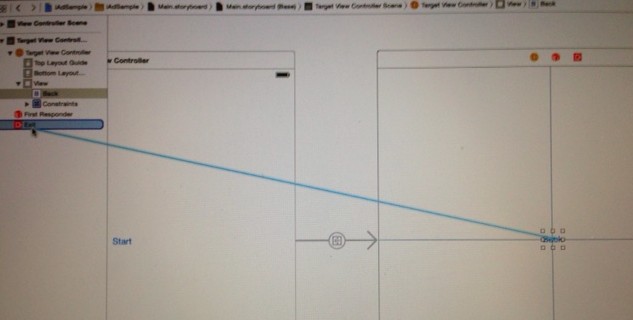 iAdSample iAdSample Main.storyboard Main.storyboard (Base) Target View Controller Scene Target View Controller View Back
View Controller Scene
Target View Controll...
Target View Controller
Top Layout Guide
Bottom Layout...
View
Back
Constraints
First Responder
Exit
Controller
Start
Back